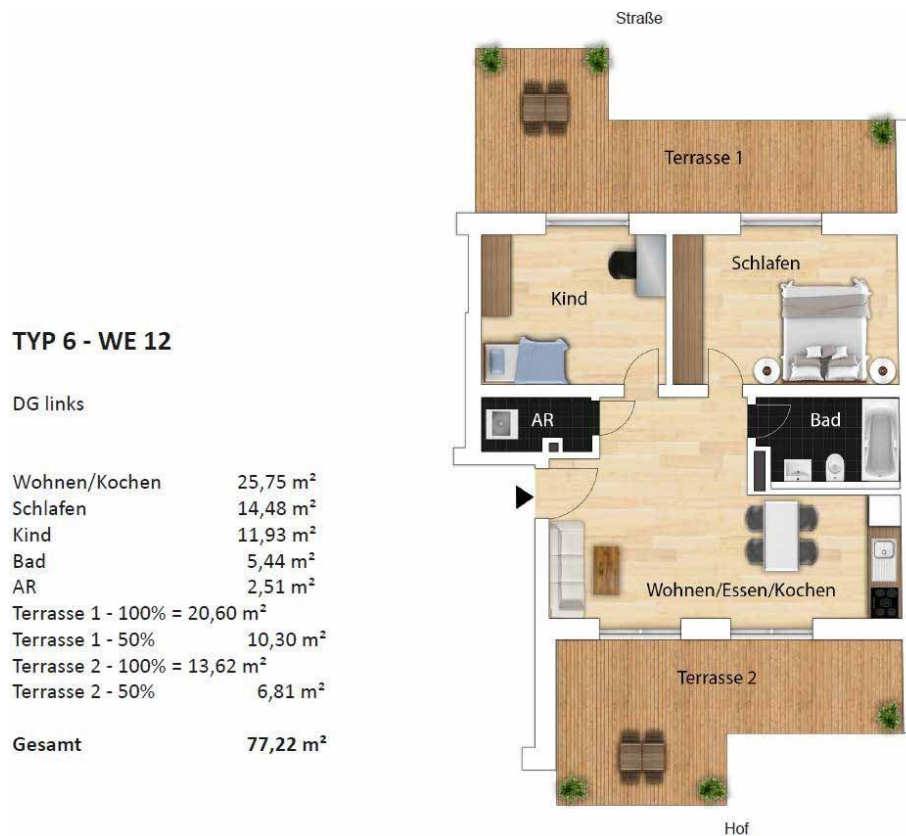 Straße
Terrasse 1
Schlafen
Kind
TYP 6 - WE 12
DG links
AR
Bad
Wohnen/Kochen 25,75 m²
Schlafen 14,48 m²
Kind 11,93 m²
Bad 5,44 m²
AR 2,51 m²
Terrasse 1 - 100% = 20,60 m²
Terrasse 1 - 50% 10,30 m²
Terrasse 2 - 100% = 13,62 m²
Terrasse 2 - 50% 6,81 m²
Gesamt 77,22 m²
Wohnen/Essen/Kochen
Terrasse 2
Hof